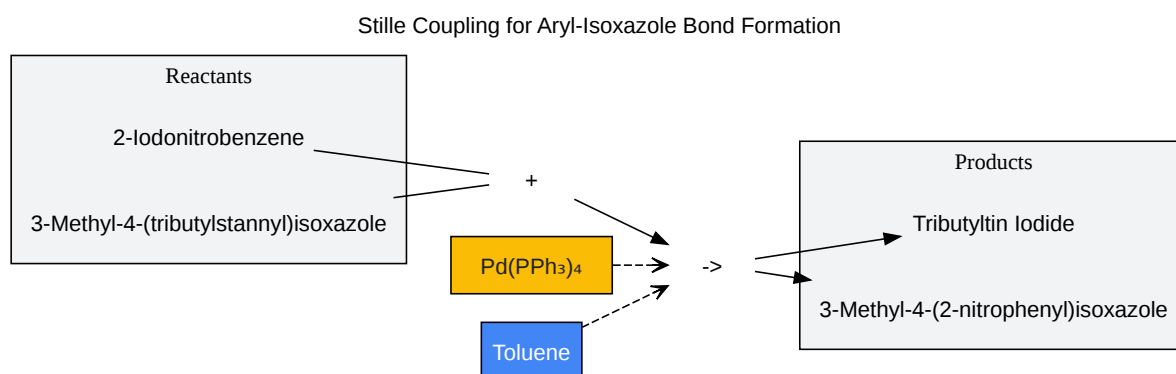 Stille Coupling for Aryl-Isoxazole Bond Formation
Reactants
2-Iodonitrobenzene
3-Methyl-4-(tributylstannyl)isoxazole
+
Pd(PPh₃)₄
Toluene
->
Products
Tributyltin Iodide
3-Methyl-4-(2-nitrophenyl)isoxazole